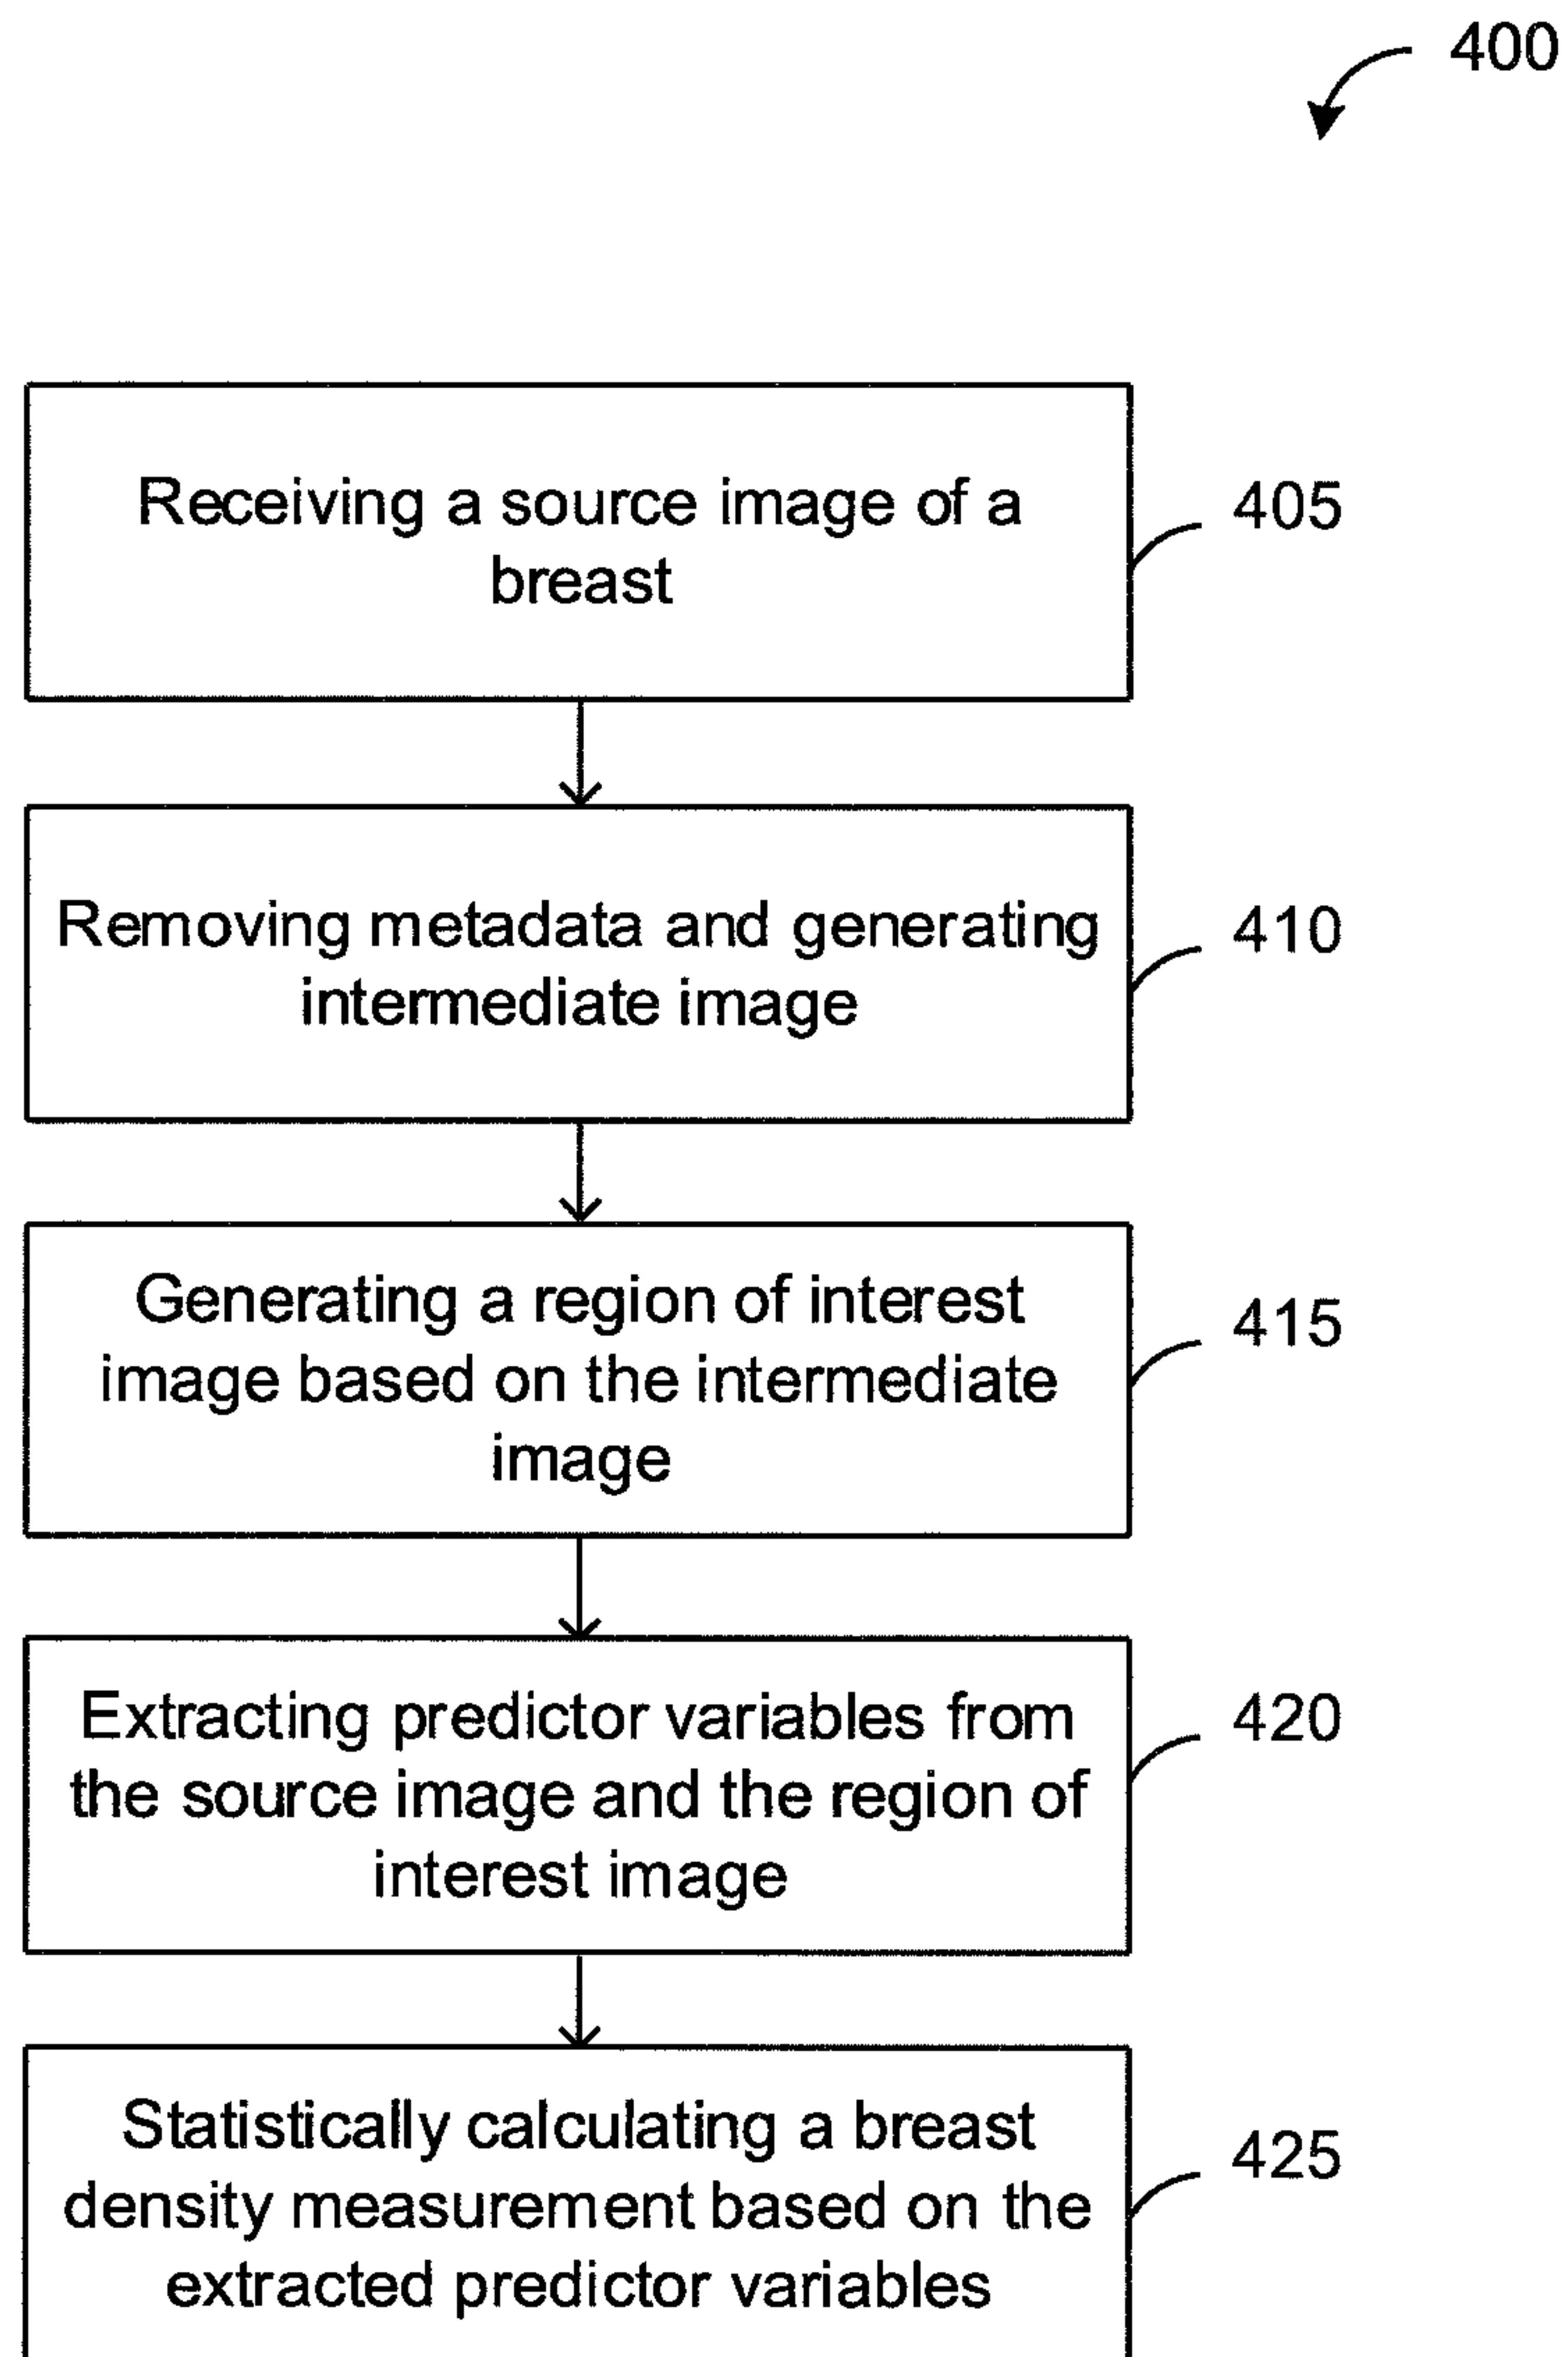 400
Receiving a source image of a
breast
405
Removing metadata and generating
intermediate image
410
Generating a region of interest
image based on the intermediate
image
415
Extracting predictor variables from
the source image and the region of
interest image
420
Statistically calculating a breast
density measurement based on the
extracted predictor variables
425